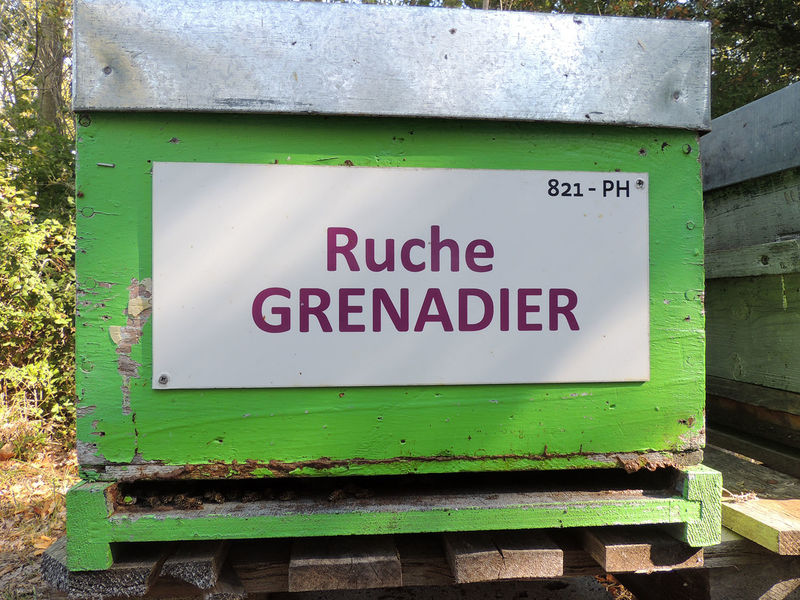 821 - PH
Ruche
GRENADIER